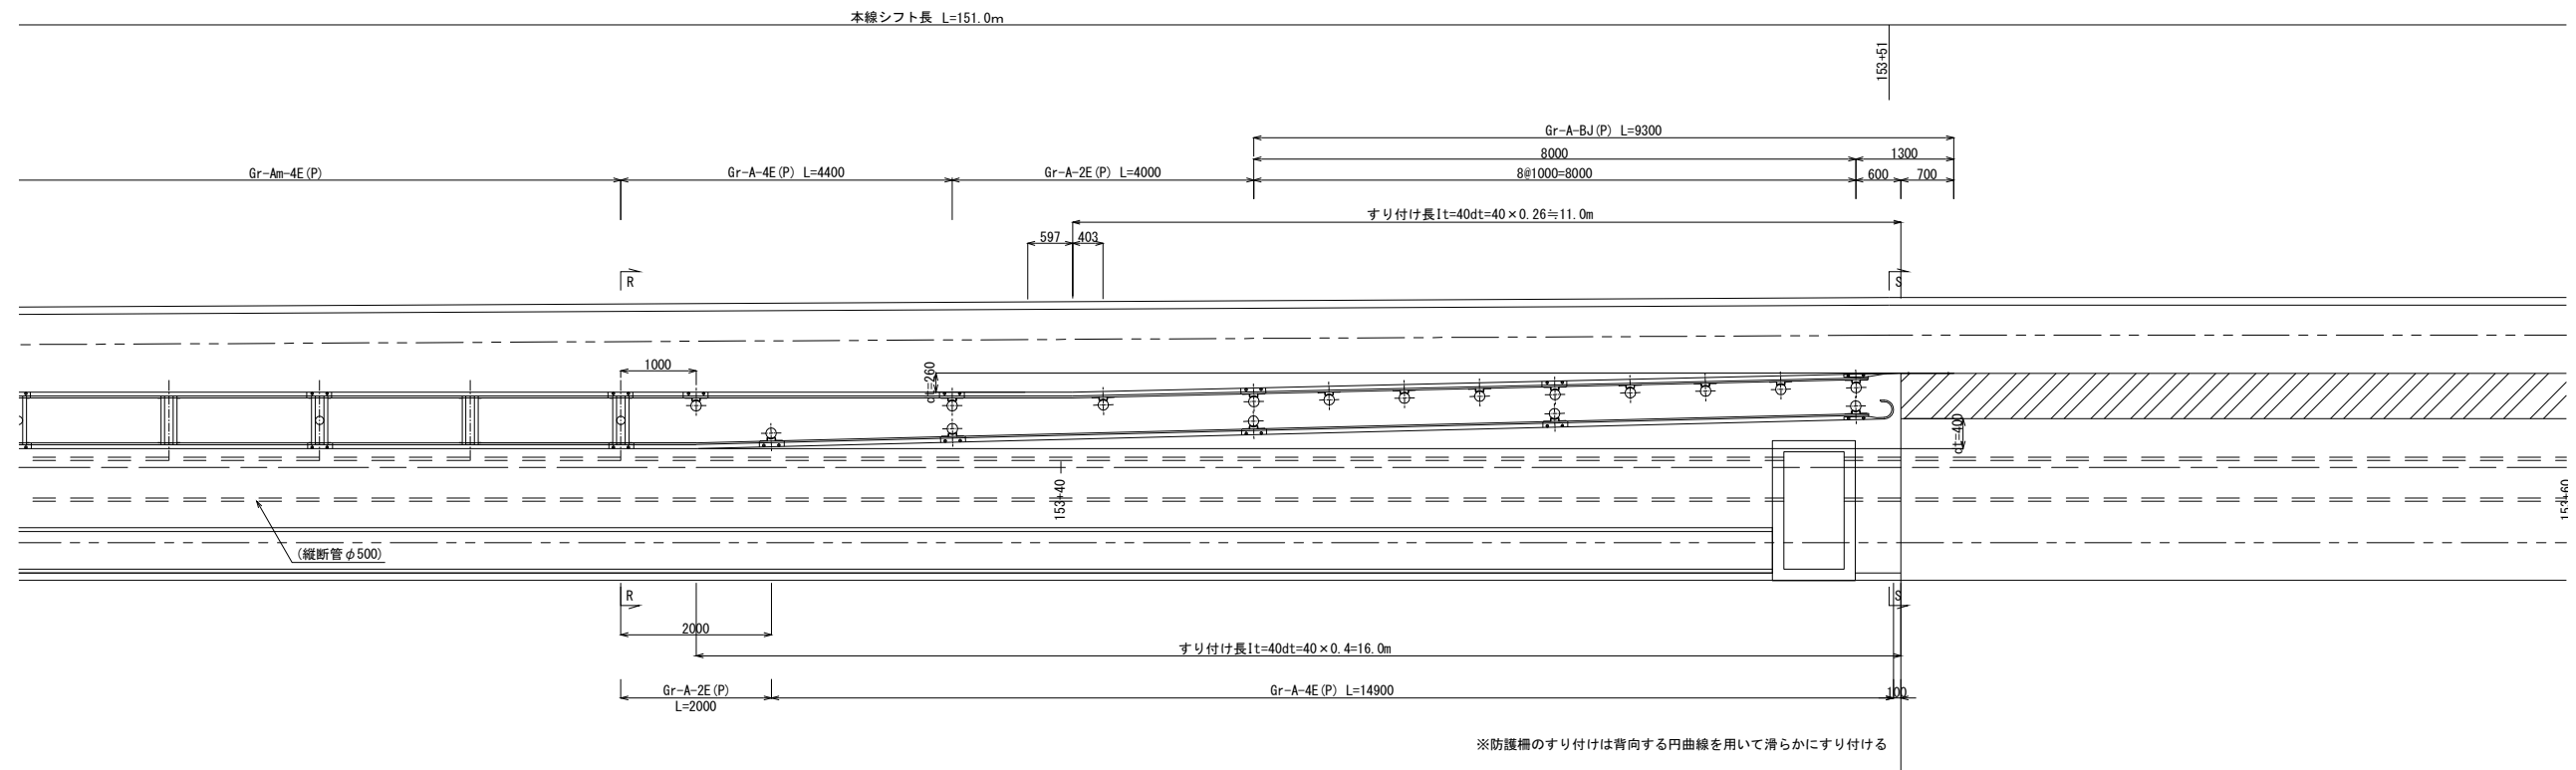 本線シフト長 L=151.0m
153+51
Gr-A-BJ(P) L=9300
8000
1300
Gr-Am-4E(P)
Gr-A-4E(P) L=4400
Gr-A-2E(P) L=4000
8@1000=8000
600
700
すり付け長It=40dt=40×0.26≒11.0m
597
403
R
S
1000
dt=260
dt=400
153+40
153+60
(縦断管φ500)
R
S
2000
すり付け長It=40dt=40×0.4=16.0m
Gr-A-2E(P)
L=2000
Gr-A-4E(P) L=14900
100
※防護柵のすり付けは背向する円曲線を用いて滑らかにすり付ける